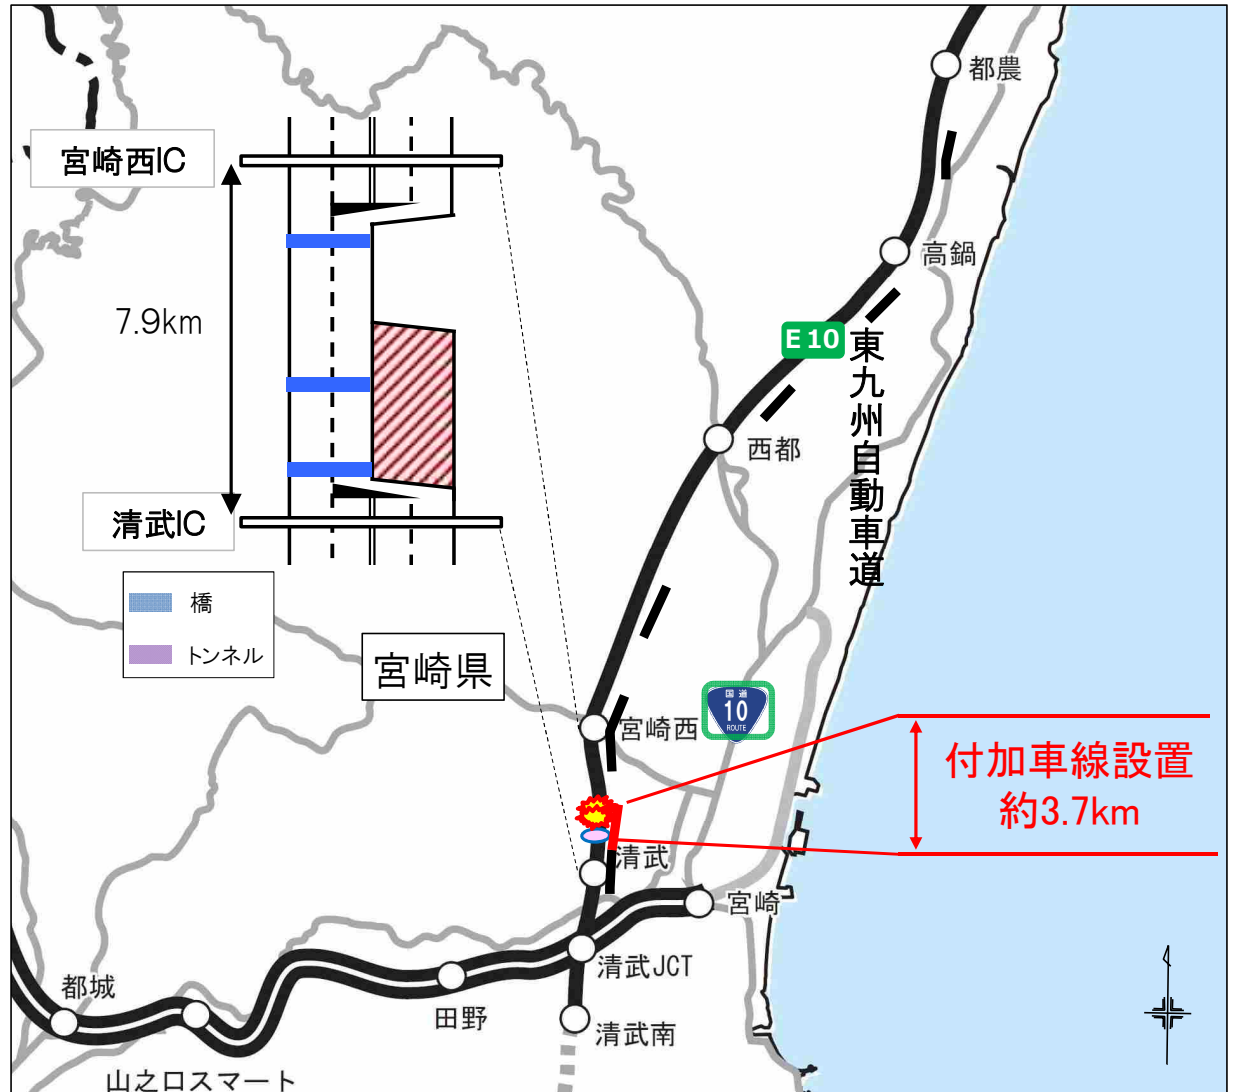 都農
宮崎西IC
高鍋
7.9km
E10
東九州自動車道
西都
清武IC
橋
トンネル
宮崎県
国道
10
ROUTE
宮崎西
付加車線設置
約3.7km
清武
宮崎
清武JCT
都城
田野
清武南
山之口スマート